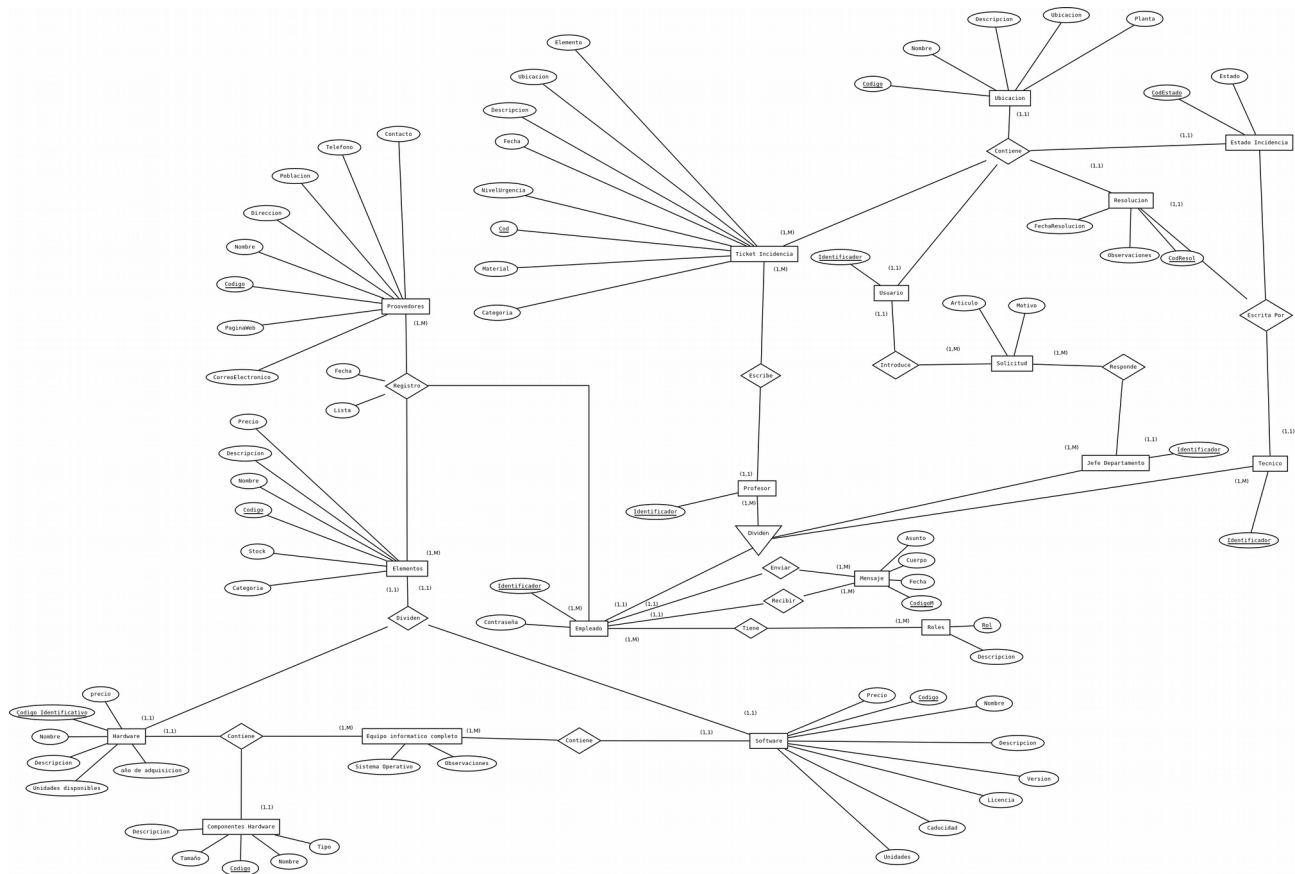 Descripcion
Ubicacion
Planta
Nombre
Codigo
Ubicacion
(1,1)
Estado
CodEstado
Estado Incidencia
(1,1)
Contiene
(1,1)
Resolucion
(1,1)
FechaResolucion
Observaciones
CodResol
Escrita Por
(1,1)
Elemento
Ubicacion
Descripcion
Fecha
NivelUrgencia
Cod
Material
Categoria
(1,M)
Ticket Incidencia
(1,M)
Identificador
(1,1)
Usuario
(1,1)
Articulo
Motivo
Introduce
(1,M)
Solicitud
(1,M)
Responde
(1,M)
(1,1)
Identificador
Jefe Departamento
Tecnico
(1,M)
Identificador
Contacto
Telefono
Poblacion
Direccion
Nombre
Codigo
PaginaWeb
CorreoElectronico
Proovedores
(1,M)
Fecha
Lista
Registro
Escribe
(1,1)
Profesor
(1,M)
Identificador
Dividen
Precio
Descripcion
Nombre
Codigo
Stock
Categoria
(1,M)
Elementos
(1,1)
(1,1)
Dividen
Identificador
Contraseña
(1,M)
Empleado
(1,1)
(1,1)
(1,1)
(1,M)
Enviar
Recibir
Tiene
(1,M)
Mensaje
(1,M)
Asunto
Cuerpo
Fecha
CodigoM
(1,M)
Roles
Rol
Descripcion
precio
Codigo Identificativo
Nombre
Descripcion
Unidades disponibles
año de adquisicion
Hardware
(1,1)
(1,1)
Contiene
(1,M)
Equipo informatico completo
(1,M)
Sistema Operativo
Observaciones
Contiene
(1,1)
(1,1)
Software
Precio
Codigo
Nombre
Descripcion
Version
Licencia
Caducidad
Unidades
(1,1)
Componentes Hardware
Descripcion
Tamaño
Codigo
Nombre
Tipo